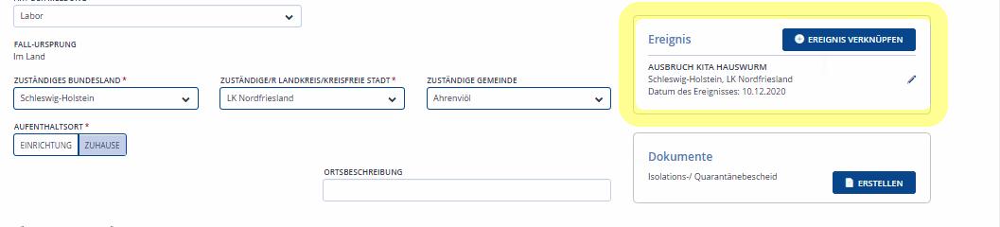 Labor
FALL-URSPRUNG
Im Land
ZUSTÄNDIGES BUNDESLAND *
ZUSTÄNDIGE/R LANDKREIS/KREISFREIE STADT *
ZUSTÄNDIGE GEMEINDE
Schleswig-Holstein
LK Nordfriesland
Ahrenviöl
AUFENTHALTSORT *
EINRICHTUNG
ZUHAUSE
ORTSBESCHREIBUNG
Ereignis
EREIGNIS VERKNÜPFEN
AUSBRUCH KITA HAUSWURM
Schleswig-Holstein, LK Nordfriesland
Datum des Ereignisses: 10.12.2020
Dokumente
Isolations-/ Quarantänebescheid
ERSTELLEN